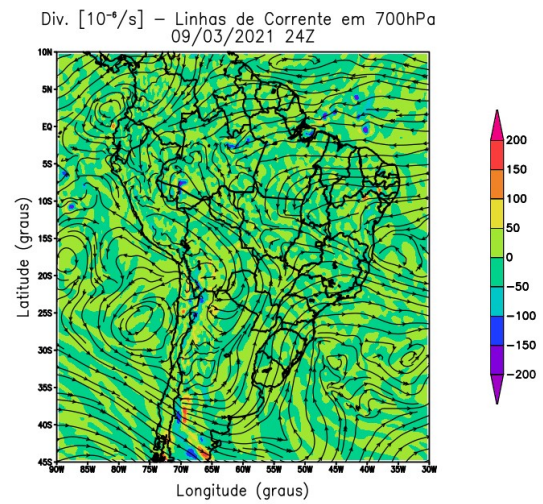 Div. [10⁻⁶/s] – Linhas de Corrente em 700hPa
09/03/2021 24Z
10N
5N
EQ
5S
10S
15S
20S
25S
30S
35S
40S
45S
90W 85W 80W 75W 70W 65W 60W 55W 50W 45W 40W 35W 30W
Latitude (graus)
Longitude (graus)
200
150
100
50
0
−50
−100
−150
−200